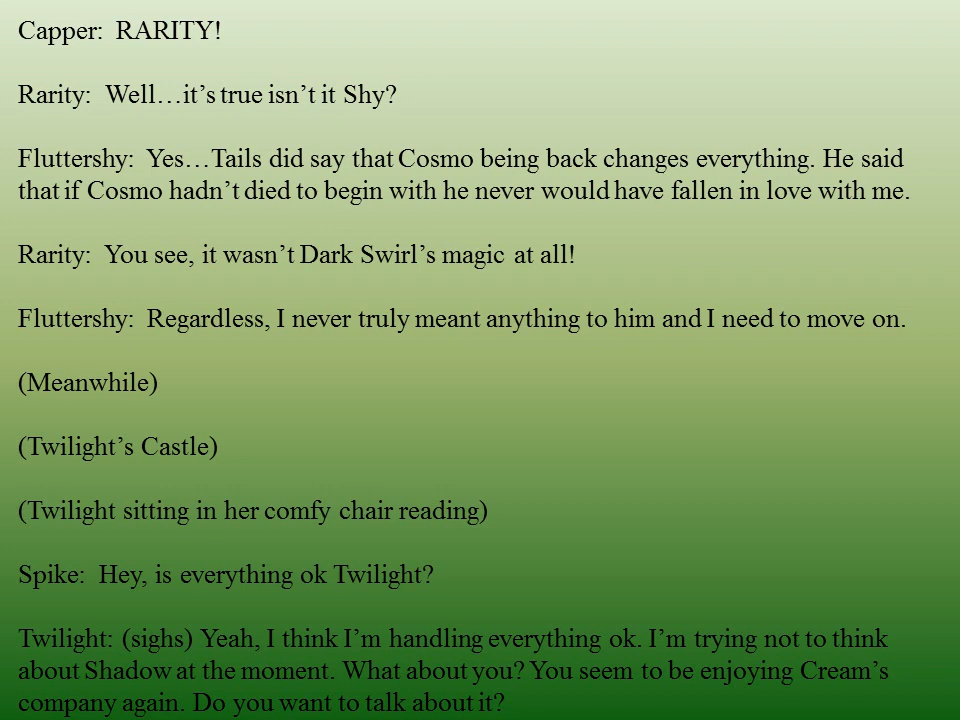 Capper:  RARITY!
Rarity:  Well…it’s true isn’t it Shy?
Fluttershy:  Yes…Tails did say that Cosmo being back changes everything. He said
that if Cosmo hadn’t died to begin with he never would have fallen in love with me.
Rarity:  You see, it wasn’t Dark Swirl’s magic at all!
Fluttershy:  Regardless, I never truly meant anything to him and I need to move on.
(Meanwhile)
(Twilight’s Castle)
(Twilight sitting in her comfy chair reading)
Spike:  Hey, is everything ok Twilight?
Twilight: (sighs) Yeah, I think I’m handling everything ok. I’m trying not to think
about Shadow at the moment. What about you? You seem to be enjoying Cream’s
company again. Do you want to talk about it?